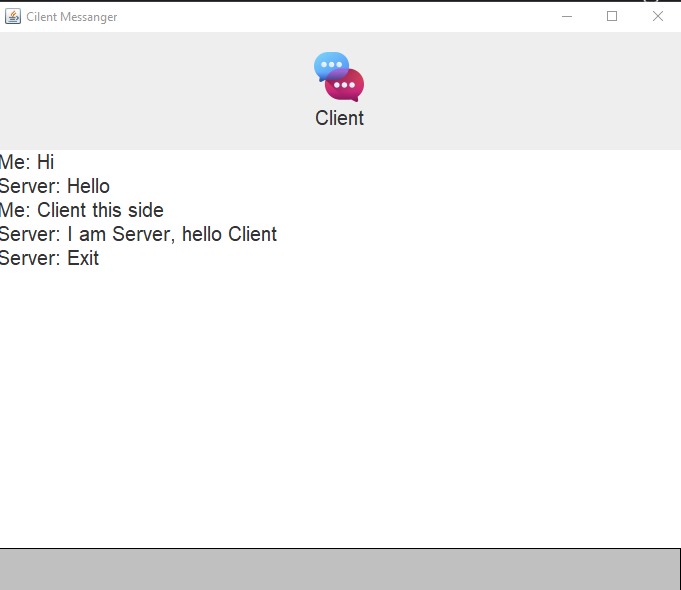 Cilent Messanger
Client
Me: Hi
Server: Hello
Me: Client this side
Server: I am Server, hello Client
Server: Exit